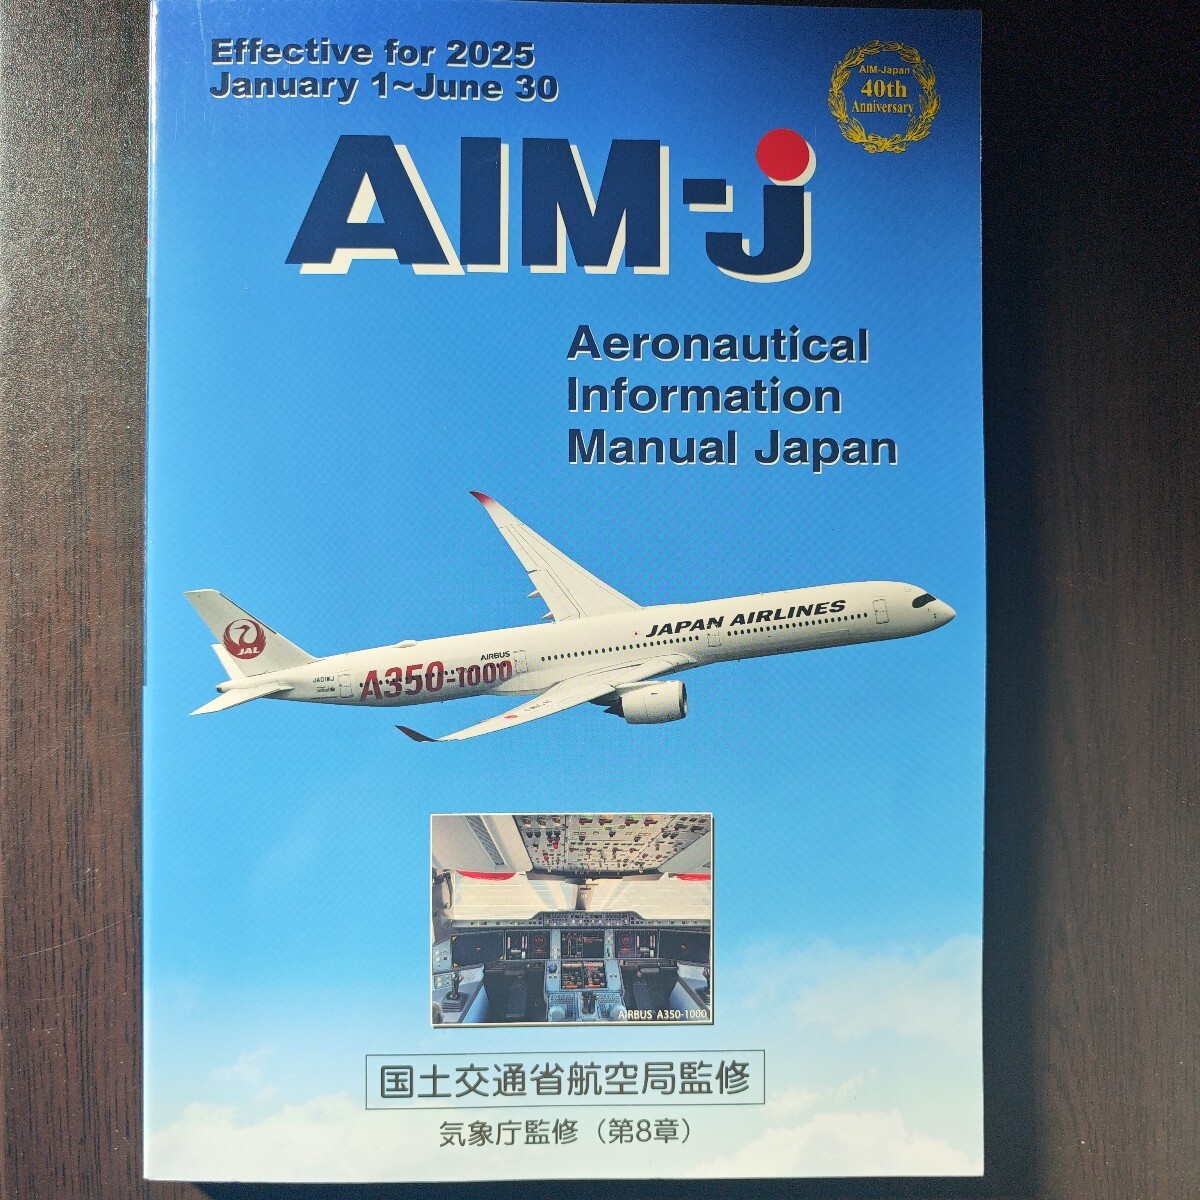 Effective for 2025
January 1~June 30
AIM-Japan
40th
Anniversary
AIM-J
Aeronautical
Information
Manual Japan
JAPAN AIRLINES
AIRBUS
A350-1000
JAL
JA01WJ
AIRBUS A350-1000
国土交通省航空局監修
気象庁監修（第8章）